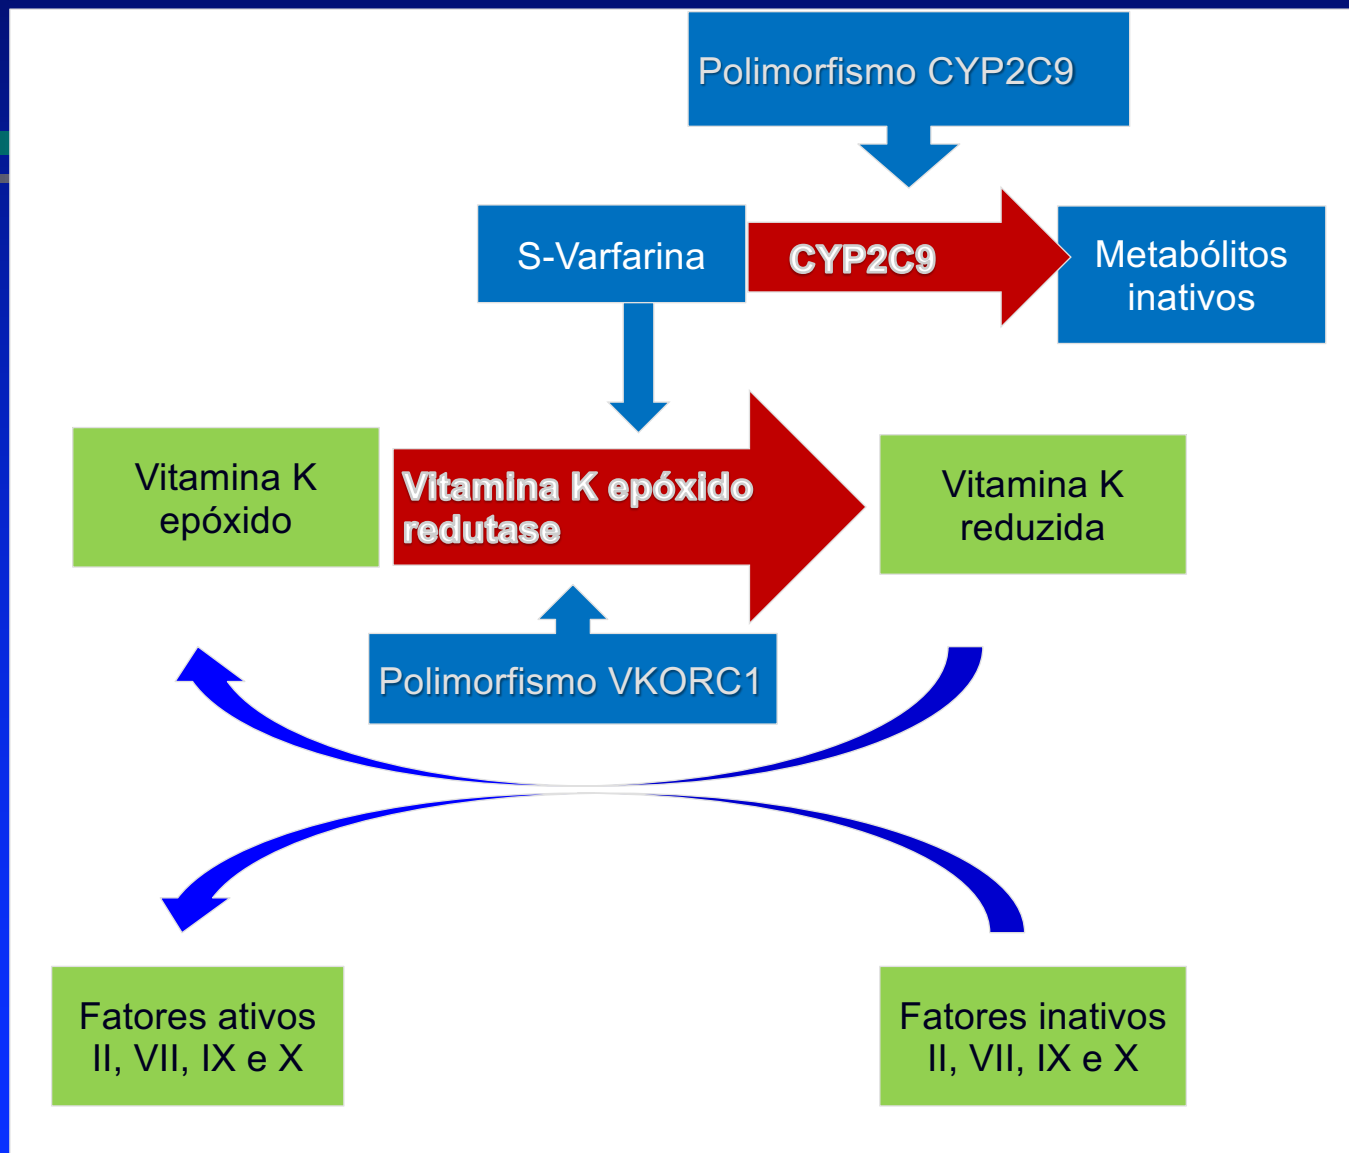 Polimorfismo CYP2C9
S-Varfarina
CYP2C9
Metabólitos
inativos
Vitamina K
epóxido
Vitamina K epóxido
redutase
Vitamina K
reduzida
Polimorfismo VKORC1
Fatores ativos
II, VII, IX e X
Fatores inativos
II, VII, IX e X